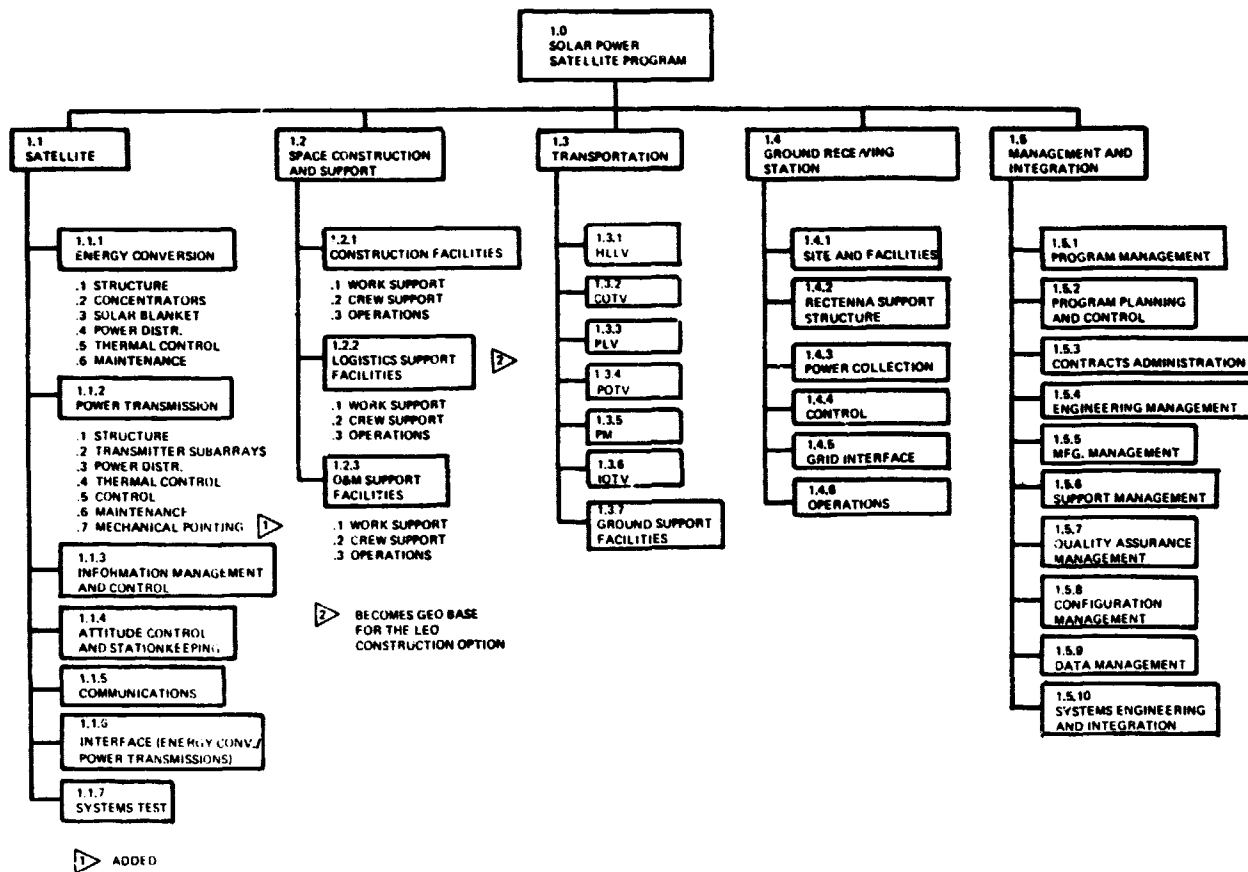 1.0
SOLAR POWER
SATELLITE PROGRAM
1.1
SATELLITE
1.1.1
ENERGY CONVERSION
.1 STRUCTURE
.2 CONCENTRATORS
.3 SOLAR BLANKET
.4 POWER DISTR.
.5 THERMAL CONTROL
.6 MAINTENANCE
1.1.2
POWER TRANSMISSION
.1 STRUCTURE
.2 TRANSMITTER SUBARRAYS
.3 POWER DISTR.
.4 THERMAL CONTROL
.5 CONTROL
.6 MAINTENANCE
.7 MECHANICAL POINTING 1
1.1.3
INFORMATION MANAGEMENT
AND CONTROL
1.1.4
ATTITUDE CONTROL
AND STATIONKEEPING
1.1.5
COMMUNICATIONS
1.1.6
INTERFACE (ENERGY CONV./
POWER TRANSMISSIONS)
1.1.7
SYSTEMS TEST
1 ADDED
1.2
SPACE CONSTRUCTION
AND SUPPORT
1.2.1
CONSTRUCTION FACILITIES
.1 WORK SUPPORT
.2 CREW SUPPORT
.3 OPERATIONS
1.2.2
LOGISTICS SUPPORT
FACILITIES
2
.1 WORK SUPPORT
.2 CREW SUPPORT
.3 OPERATIONS
1.2.3
O&M SUPPORT
FACILITIES
.1 WORK SUPPORT
.2 CREW SUPPORT
.3 OPERATIONS
2 BECOMES GEO BASE
FOR THE LEO
CONSTRUCTION OPTION
1.3
TRANSPORTATION
1.3.1
HLLV
1.3.2
COTV
1.3.3
PLV
1.3.4
POTV
1.3.5
PM
1.3.6
IOTV
1.3.7
GROUND SUPPORT
FACILITIES
1.4
GROUND RECEIVING
STATION
1.4.1
SITE AND FACILITIES
1.4.2
RECTENNA SUPPORT
STRUCTURE
1.4.3
POWER COLLECTION
1.4.4
CONTROL
1.4.5
GRID INTERFACE
1.4.6
OPERATIONS
1.5
MANAGEMENT AND
INTEGRATION
1.5.1
PROGRAM MANAGEMENT
1.5.2
PROGRAM PLANNING
AND CONTROL
1.5.3
CONTRACTS ADMINISTRATION
1.5.4
ENGINEERING MANAGEMENT
1.5.5
MFG. MANAGEMENT
1.5.6
SUPPORT MANAGEMENT
1.5.7
QUALITY ASSURANCE
MANAGEMENT
1.5.8
CONFIGURATION
MANAGEMENT
1.5.9
DATA MANAGEMENT
1.5.10
SYSTEMS ENGINEERING
AND INTEGRATION